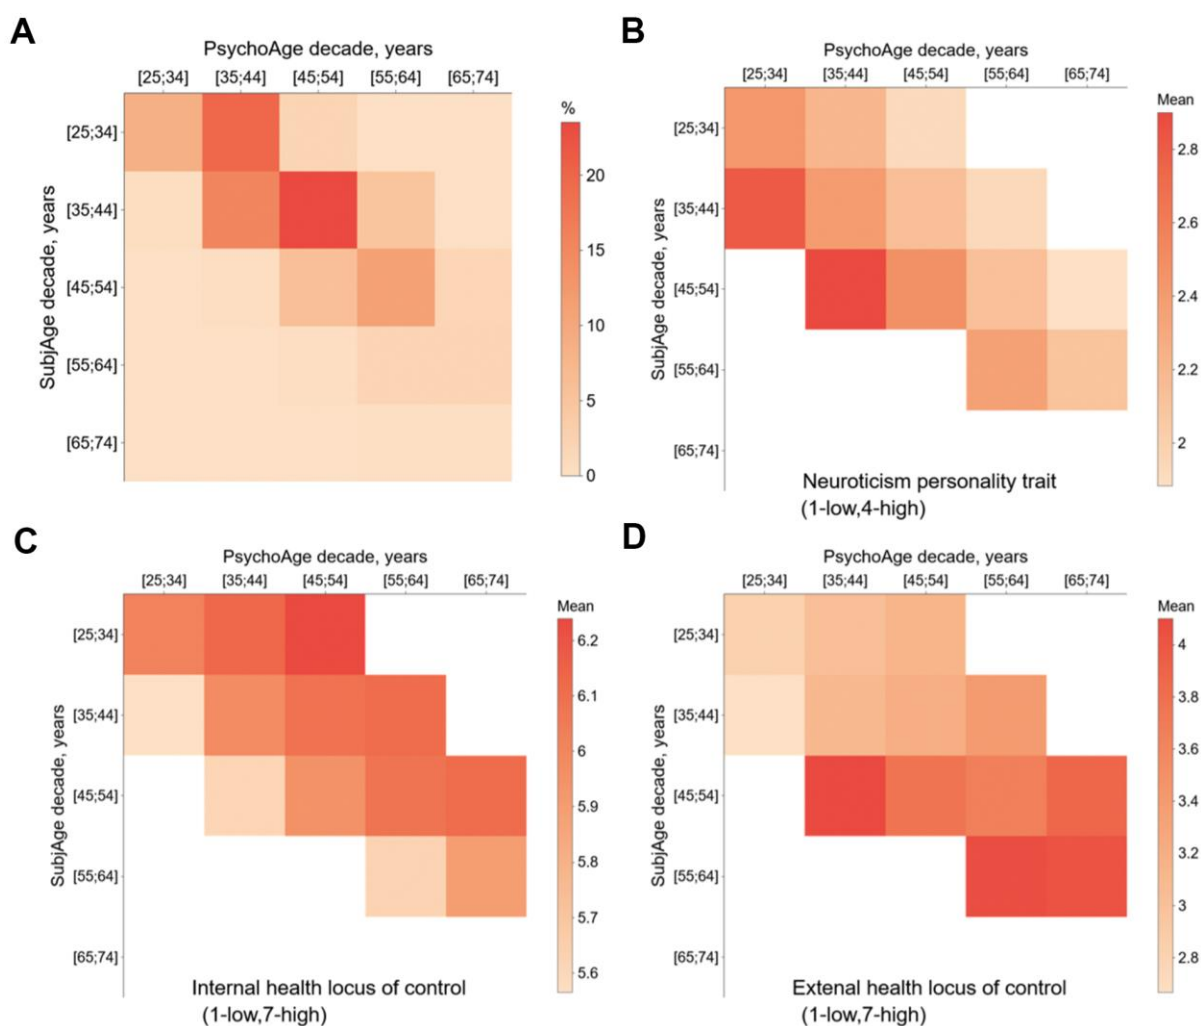 A
PsychoAge decade, years
[25;34] [35;44] [45;54] [55;64] [65;74]
SubjAge decade, years
[25;34]
[35;44]
[45;54]
[55;64]
[65;74]
%
20
15
10
5
0
B
PsychoAge decade, years
[25;34] [35;44] [45;54] [55;64] [65;74]
SubjAge decade, years
[25;34]
[35;44]
[45;54]
[55;64]
[65;74]
Mean
2.8
2.6
2.4
2.2
2
Neuroticism personality trait
(1-low,4-high)
C
PsychoAge decade, years
[25;34] [35;44] [45;54] [55;64] [65;74]
SubjAge decade, years
[25;34]
[35;44]
[45;54]
[55;64]
[65;74]
Mean
6.2
6.1
6
5.9
5.8
5.7
5.6
Internal health locus of control
(1-low,7-high)
D
PsychoAge decade, years
[25;34] [35;44] [45;54] [55;64] [65;74]
SubjAge decade, years
[25;34]
[35;44]
[45;54]
[55;64]
[65;74]
Mean
4
3.8
3.6
3.4
3.2
3
2.8
Extenal health locus of control
(1-low,7-high)